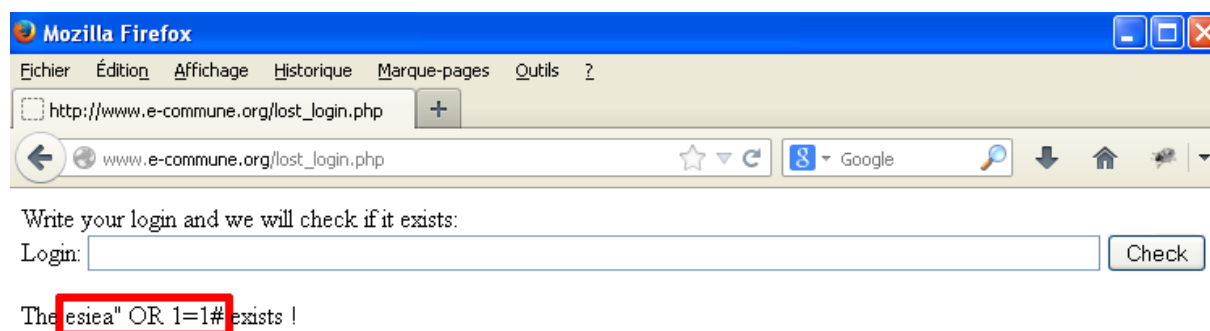 Mozilla Firefox
Fichier Édition Affichage Historique Marque-pages Outils ?
http://www.e-commune.org/lost_login.php +
www.e-commune.org/lost_login.php 8 Google
Write your login and we will check if it exists:
Login: Check
The esiea" OR 1=1# exists !